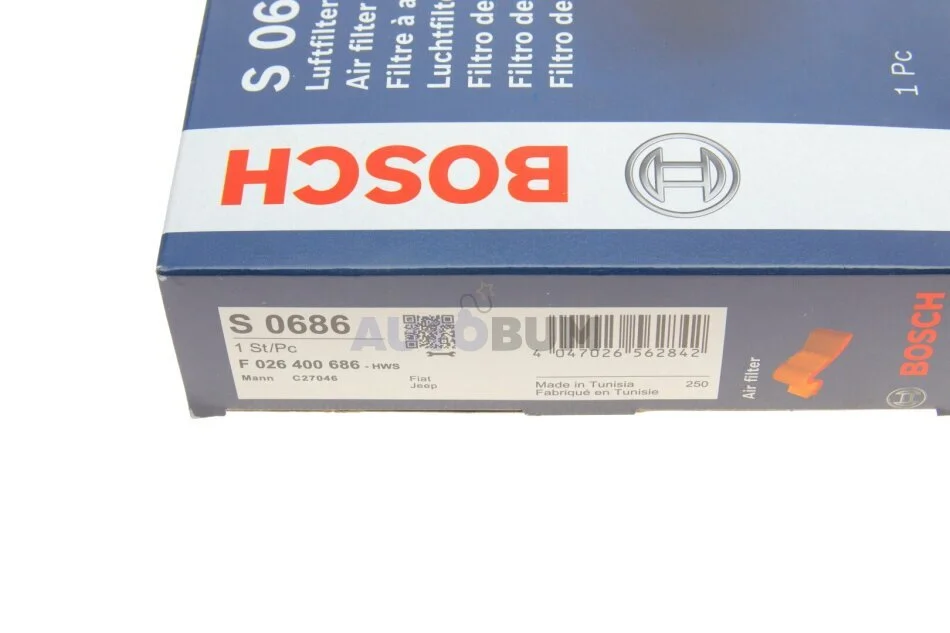 S 06
Luftfilter
Air filter
Filtre à a
Luchtfilt
Filtro de
Filtro de
Filtro de
1 Pc
BOSCH
S 0686
1 St/Pc
F 026 400 686 - HWS
Mann C27046
Fiat
Jeep
AUTOBUM
4 047026 562842
Made in Tunisia 250
Fabriqué en Tunisie
Air filter
BOSCH